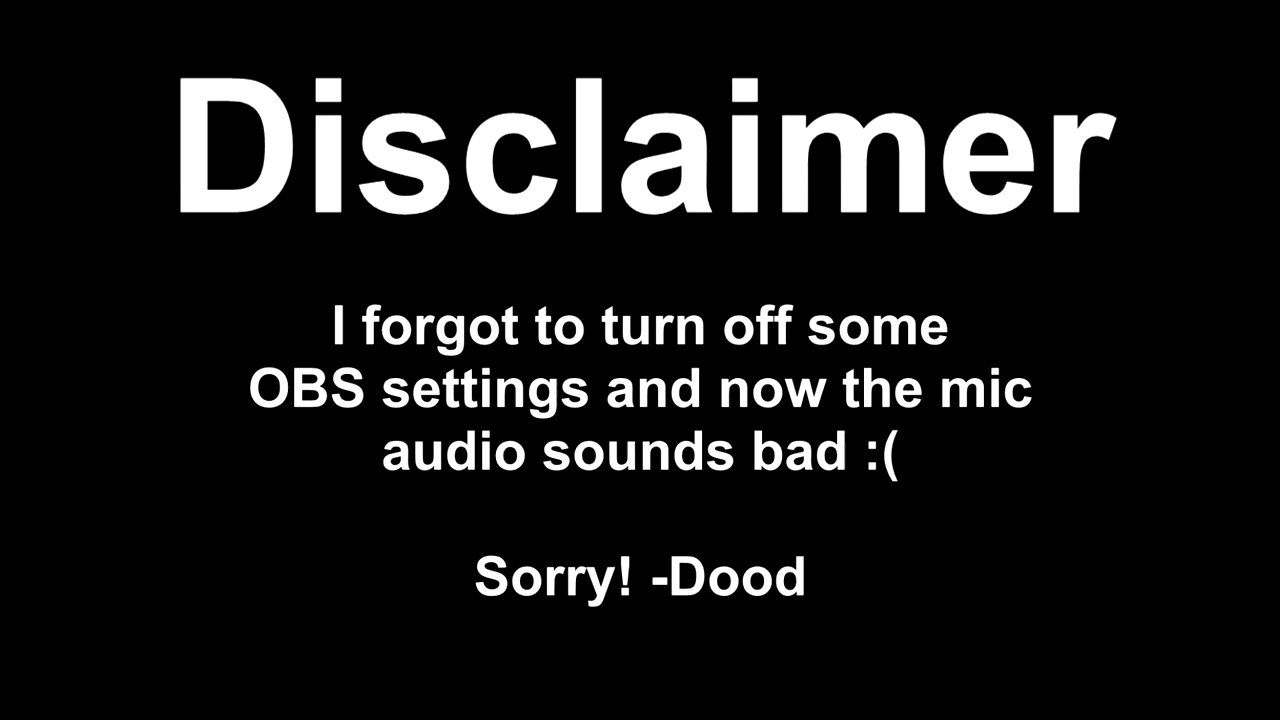 Disclaimer
I forgot to turn off some
OBS settings and now the mic
audio sounds bad :(
Sorry! -Dood